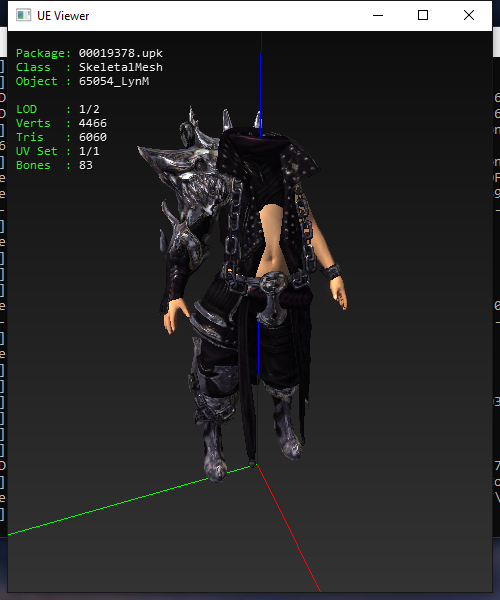 UE Viewer
Package: 00019378.upk
Class  : SkeletalMesh
Object : 65054_LynM
LOD    : 1/2
Verts  : 4466
Tris   : 6060
UV Set : 1/1
Bones  : 83